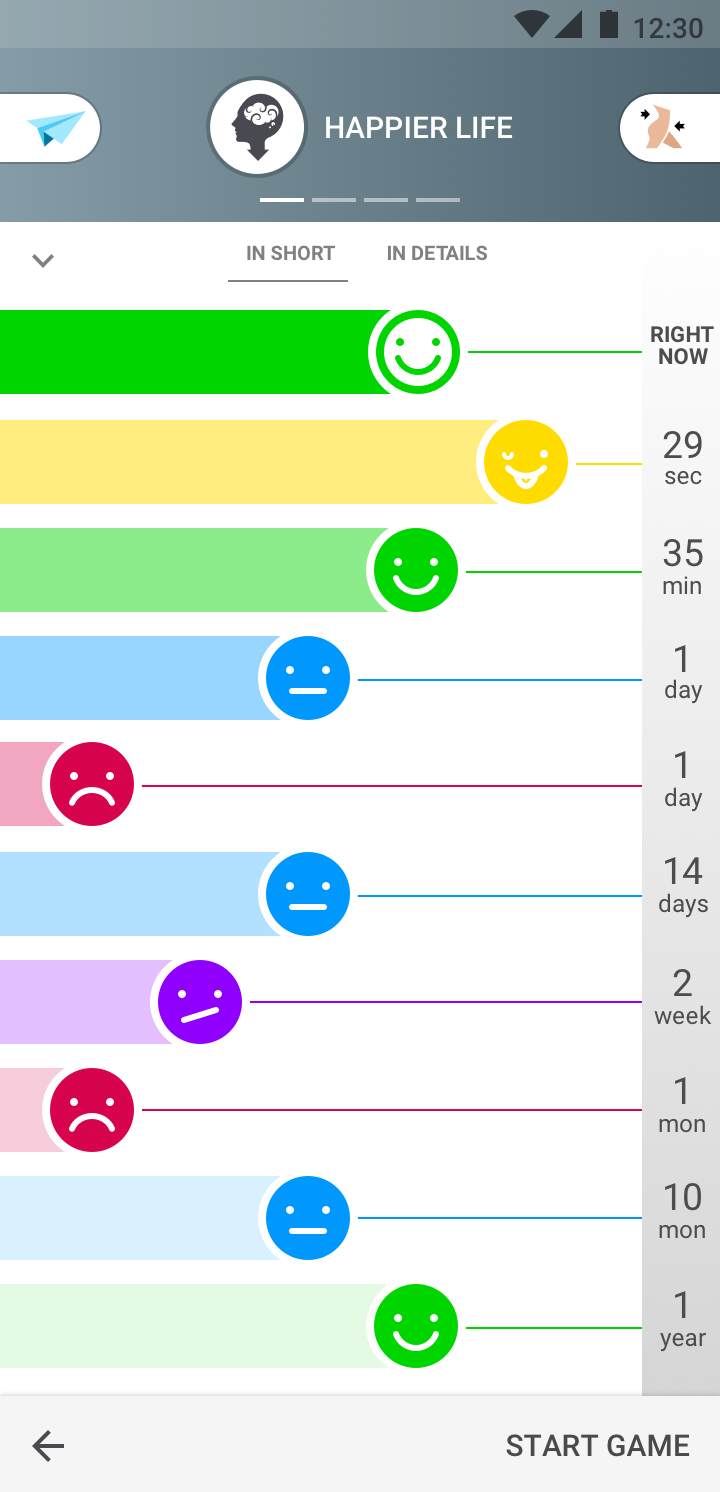 12:30
HAPPIER LIFE
IN SHORT
IN DETAILS
RIGHT
NOW
29
sec
35
min
1
day
1
day
14
days
2
week
1
mon
10
mon
1
year
START GAME